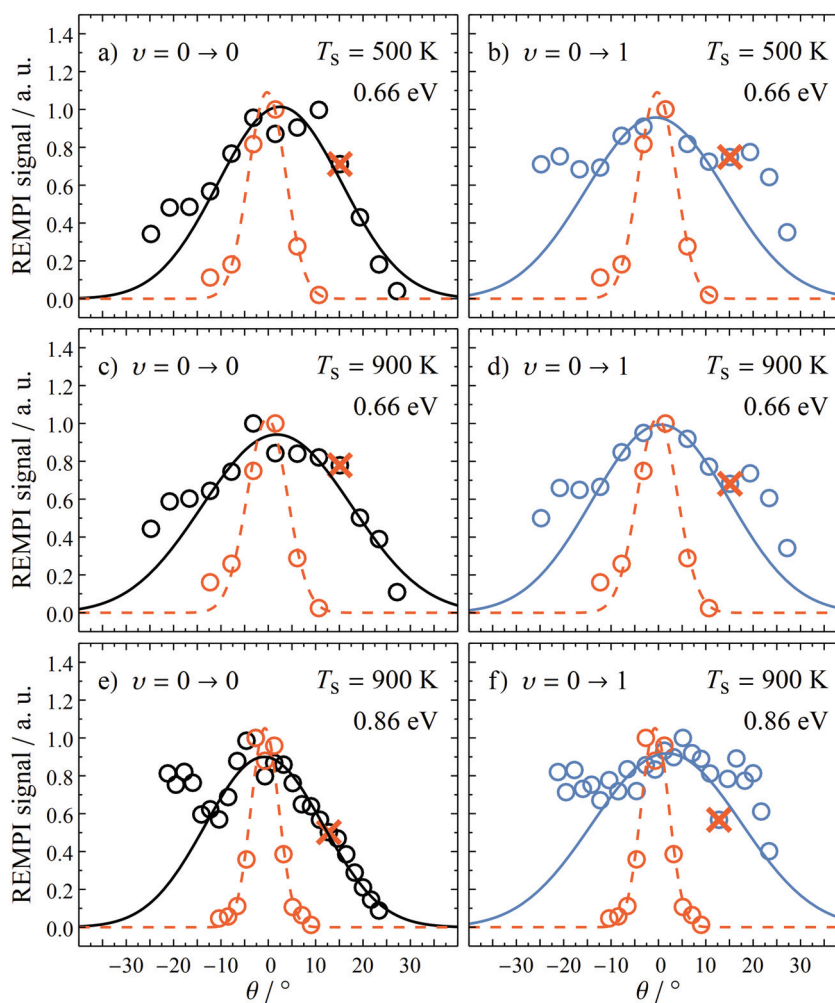 a) υ = 0 → 0 T_S = 500 K
0.66 eV
b) υ = 0 → 1 T_S = 500 K
0.66 eV
REMPI signal / a. u.
1.4
1.2
1.0
0.8
0.6
0.4
0.2
0.0
c) υ = 0 → 0 T_S = 900 K
0.66 eV
d) υ = 0 → 1 T_S = 900 K
0.66 eV
REMPI signal / a. u.
1.4
1.2
1.0
0.8
0.6
0.4
0.2
0.0
e) υ = 0 → 0 T_S = 900 K
0.86 eV
f) υ = 0 → 1 T_S = 900 K
0.86 eV
REMPI signal / a. u.
1.4
1.2
1.0
0.8
0.6
0.4
0.2
0.0
−30 −20 −10 0 10 20 30
−30 −20 −10 0 10 20 30
θ / °
θ / °